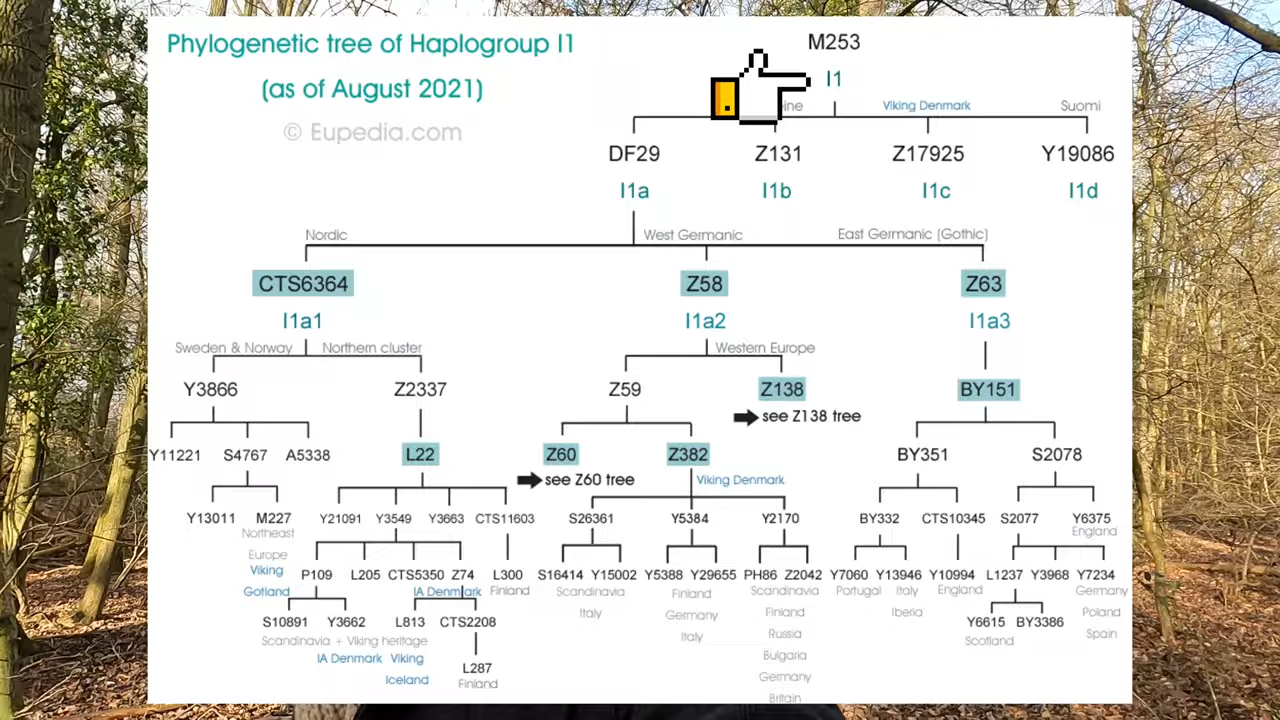 Phylogenetic tree of Haplogroup I1
(as of August 2021)
© Eupedia.com
M253
I1
Viking Denmark
Suomi
DF29 Z131 Z17925 Y19086
I1a I1b I1c I1d
Nordic West Germanic East Germanic (Gothic)
CTS6364 Z58 Z63
I1a1 I1a2 I1a3
Sweden & Norway Northern cluster Western Europe
Y3866 Z2337 Z59 Z138 BY151
see Z138 tree
Y11221 S4767 A5338 L22 Z60 Z382 BY351 S2078
see Z60 tree Viking Denmark
Y13011 M227 Y21091 Y3549 Y3663 CTS11603 S26361 Y5384 Y2170 BY332 CTS10345 S2077 Y6375
Northeast England
Europe
Viking P109 L205 CTS5350 Z74 L300 S16414 Y15002 Y5388 Y29655 PH86 Z2042 Y7060 Y13946 Y10994 L1237 Y3968 Y7234
Gotland IA Denmark Finland Scandinavia Finland Scandinavia Portugal Italy England Germany
S10891 Y3662 L813 CTS2208 Italy Germany Finland Iberia Y6615 BY3386 Poland
Scandinavia + Viking heritage Italy Russia Scotland Spain
IA Denmark Viking Bulgaria
L287
Iceland Finland Germany
Britain